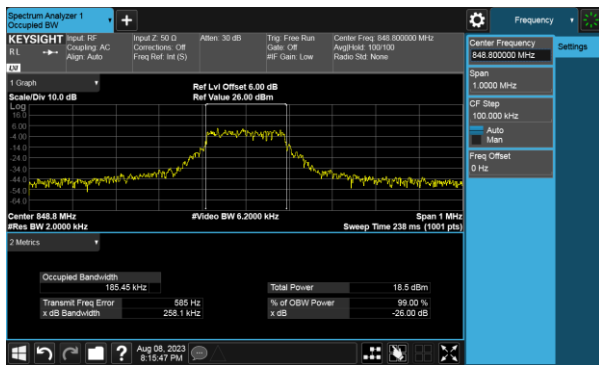 Spectrum Analyzer 1
Occupied BW
Frequency
KEYSIGHT
Input: RF
Coupling: AC
Align: Auto
Input Z: 50 Ω
Corrections: Off
Freq Ref: Int (S)
Atten: 30 dB
Trig: Free Run
Gate: Off
#IF Gain: Low
Center Freq: 848.800000 MHz
Avg|Hold: 100/100
Radio Std: None
RL
LXI
Center Frequency
848.800000 MHz
Settings
Span
1.0000 MHz
CF Step
100.000 kHz
Auto
Man
Freq Offset
0 Hz
1 Graph
Scale/Div 10.0 dB
Ref Lvl Offset 6.00 dB
Ref Value 26.00 dBm
Log
16.0
6.00
-4.00
-14.0
-24.0
-34.0
-44.0
-54.0
-64.0
Center 848.8 MHz
#Res BW 2.0000 kHz
#Video BW 6.2000 kHz
Span 1 MHz
Sweep Time 238 ms (1001 pts)
2 Metrics
Occupied Bandwidth
185.45 kHz
Total Power 18.5 dBm
Transmit Freq Error 585 Hz
% of OBW Power 99.00 %
x dB Bandwidth 258.1 kHz
x dB -26.00 dB
?
Aug 08, 2023
8:15:47 PM